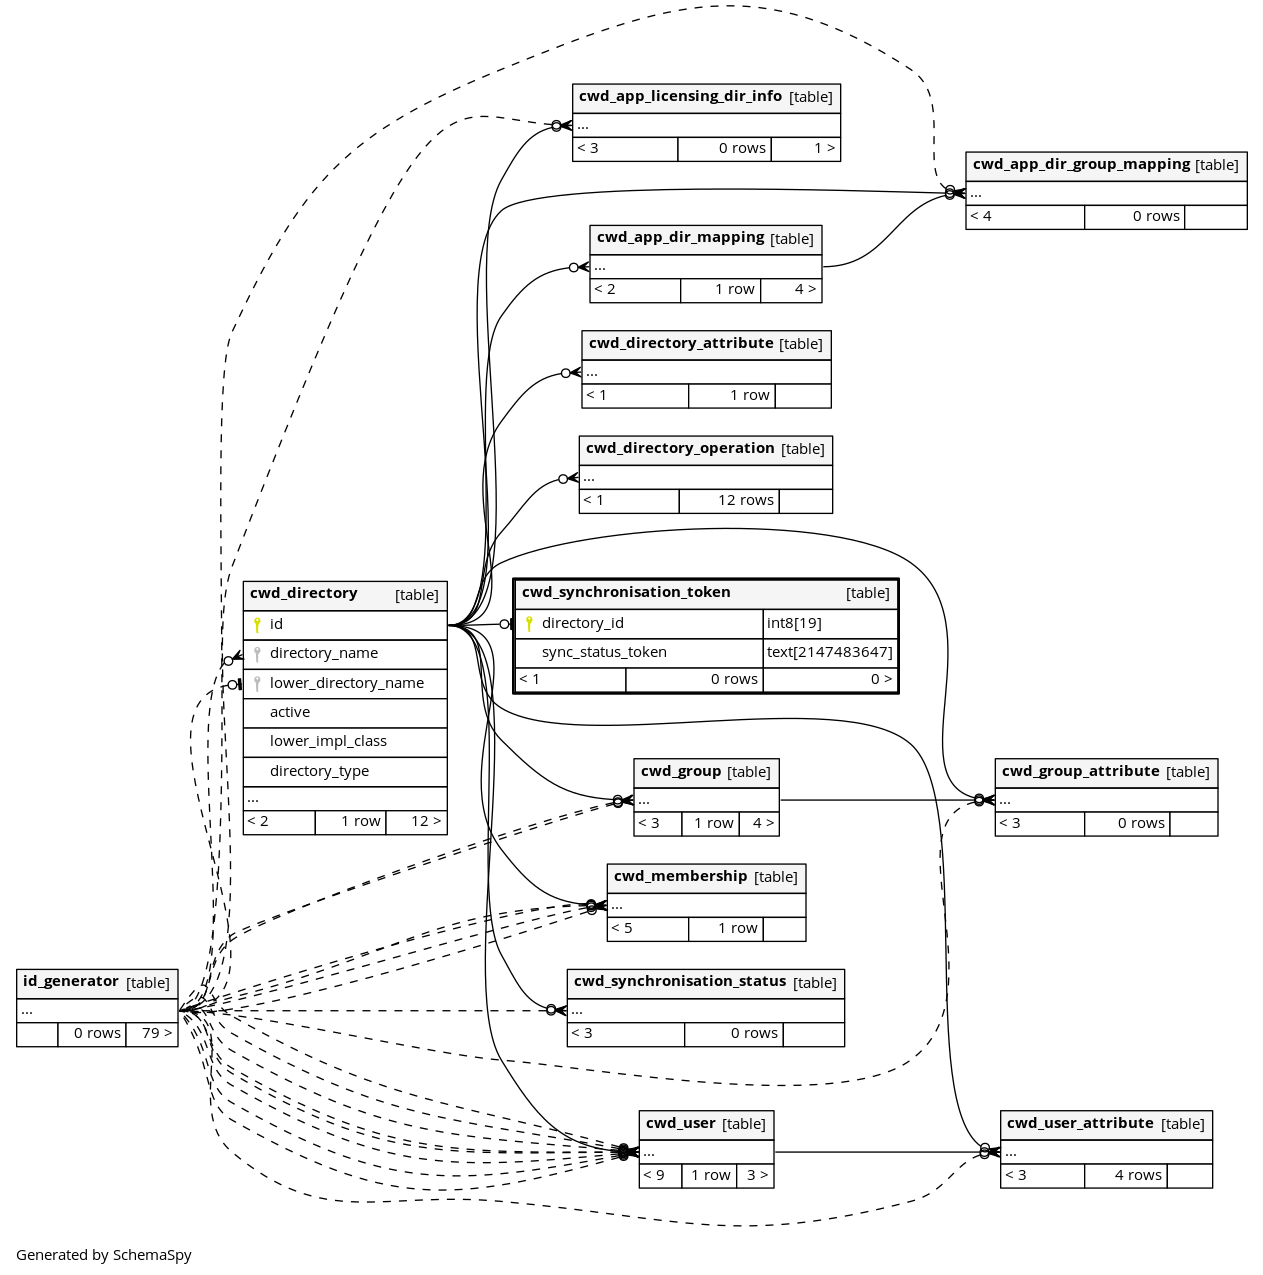 cwd_app_licensing_dir_info [table]
...
< 3 0 rows 1 >
cwd_app_dir_group_mapping [table]
...
< 4 0 rows
cwd_app_dir_mapping [table]
...
< 2 1 row 4 >
cwd_directory_attribute [table]
...
< 1 1 row
cwd_directory_operation [table]
...
< 1 12 rows
cwd_directory [table]
id
directory_name
lower_directory_name
active
lower_impl_class
directory_type
...
< 2 1 row 12 >
cwd_synchronisation_token [table]
directory_id int8[19]
sync_status_token text[2147483647]
< 1 0 rows 0 >
cwd_group [table]
...
< 3 1 row 4 >
cwd_group_attribute [table]
...
< 3 0 rows
cwd_membership [table]
...
< 5 1 row
id_generator [table]
...
0 rows 79 >
cwd_synchronisation_status [table]
...
< 3 0 rows
cwd_user [table]
...
< 9 1 row 3 >
cwd_user_attribute [table]
...
< 3 4 rows
Generated by SchemaSpy